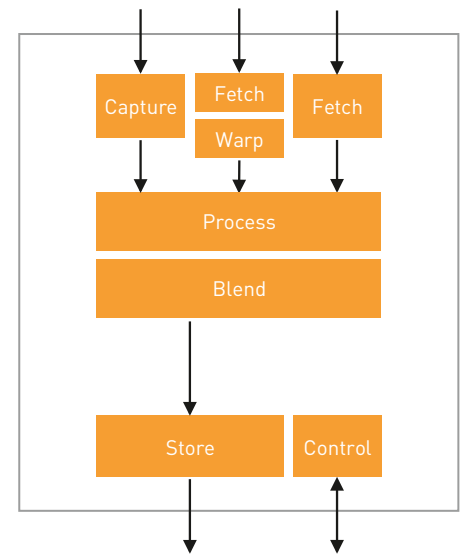 Capture
Fetch
Warp
Fetch
Process
Blend
Store
Control